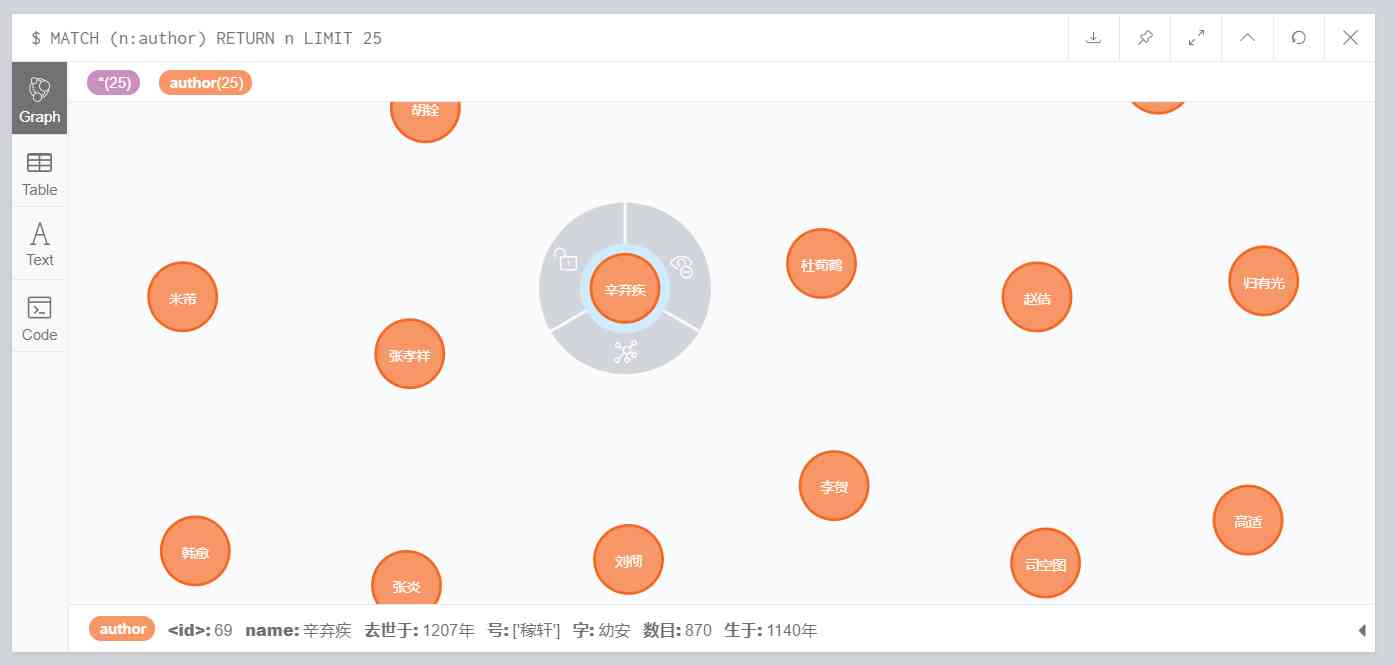 $ MATCH (n:author) RETURN n LIMIT 25
*(25) author(25)
Graph
Table
Text
Code
胡铨
杜荀鹤
归有光
辛弃疾
米芾
赵佶
张孝祥
李贺
高适
韩愈
刘彻
司空图
张炎
author <id>: 69 name: 辛弃疾 去世于: 1207年 号: ['稼轩'] 字: 幼安 数目: 870 生于: 1140年